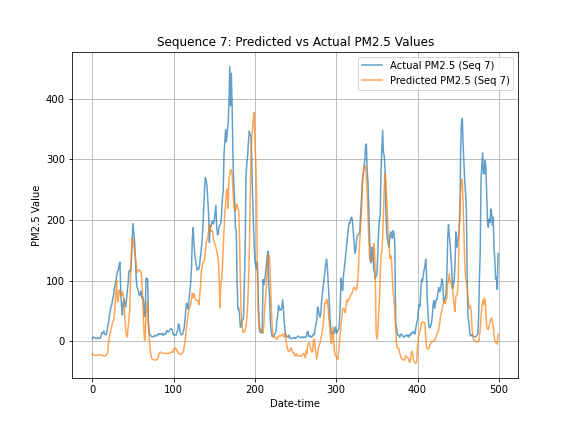 Sequence 7: Predicted vs Actual PM2.5 Values
Actual PM2.5 (Seq 7)
Predicted PM2.5 (Seq 7)
PM2.5 Value
400
300
200
100
0
0 100 200 300 400 500
Date-time